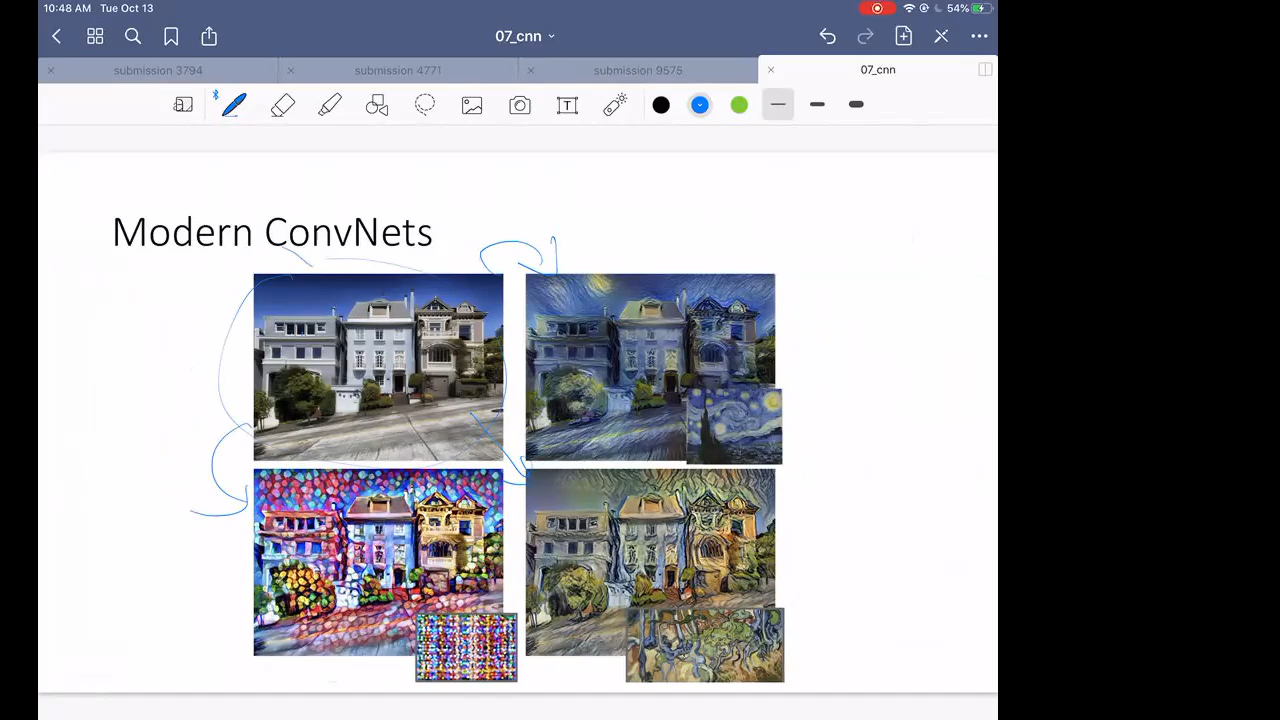 10:48 AM Tue Oct 13
54%
07_cnn
submission 3794
submission 4771
submission 9575
07_cnn
T
Modern ConvNets